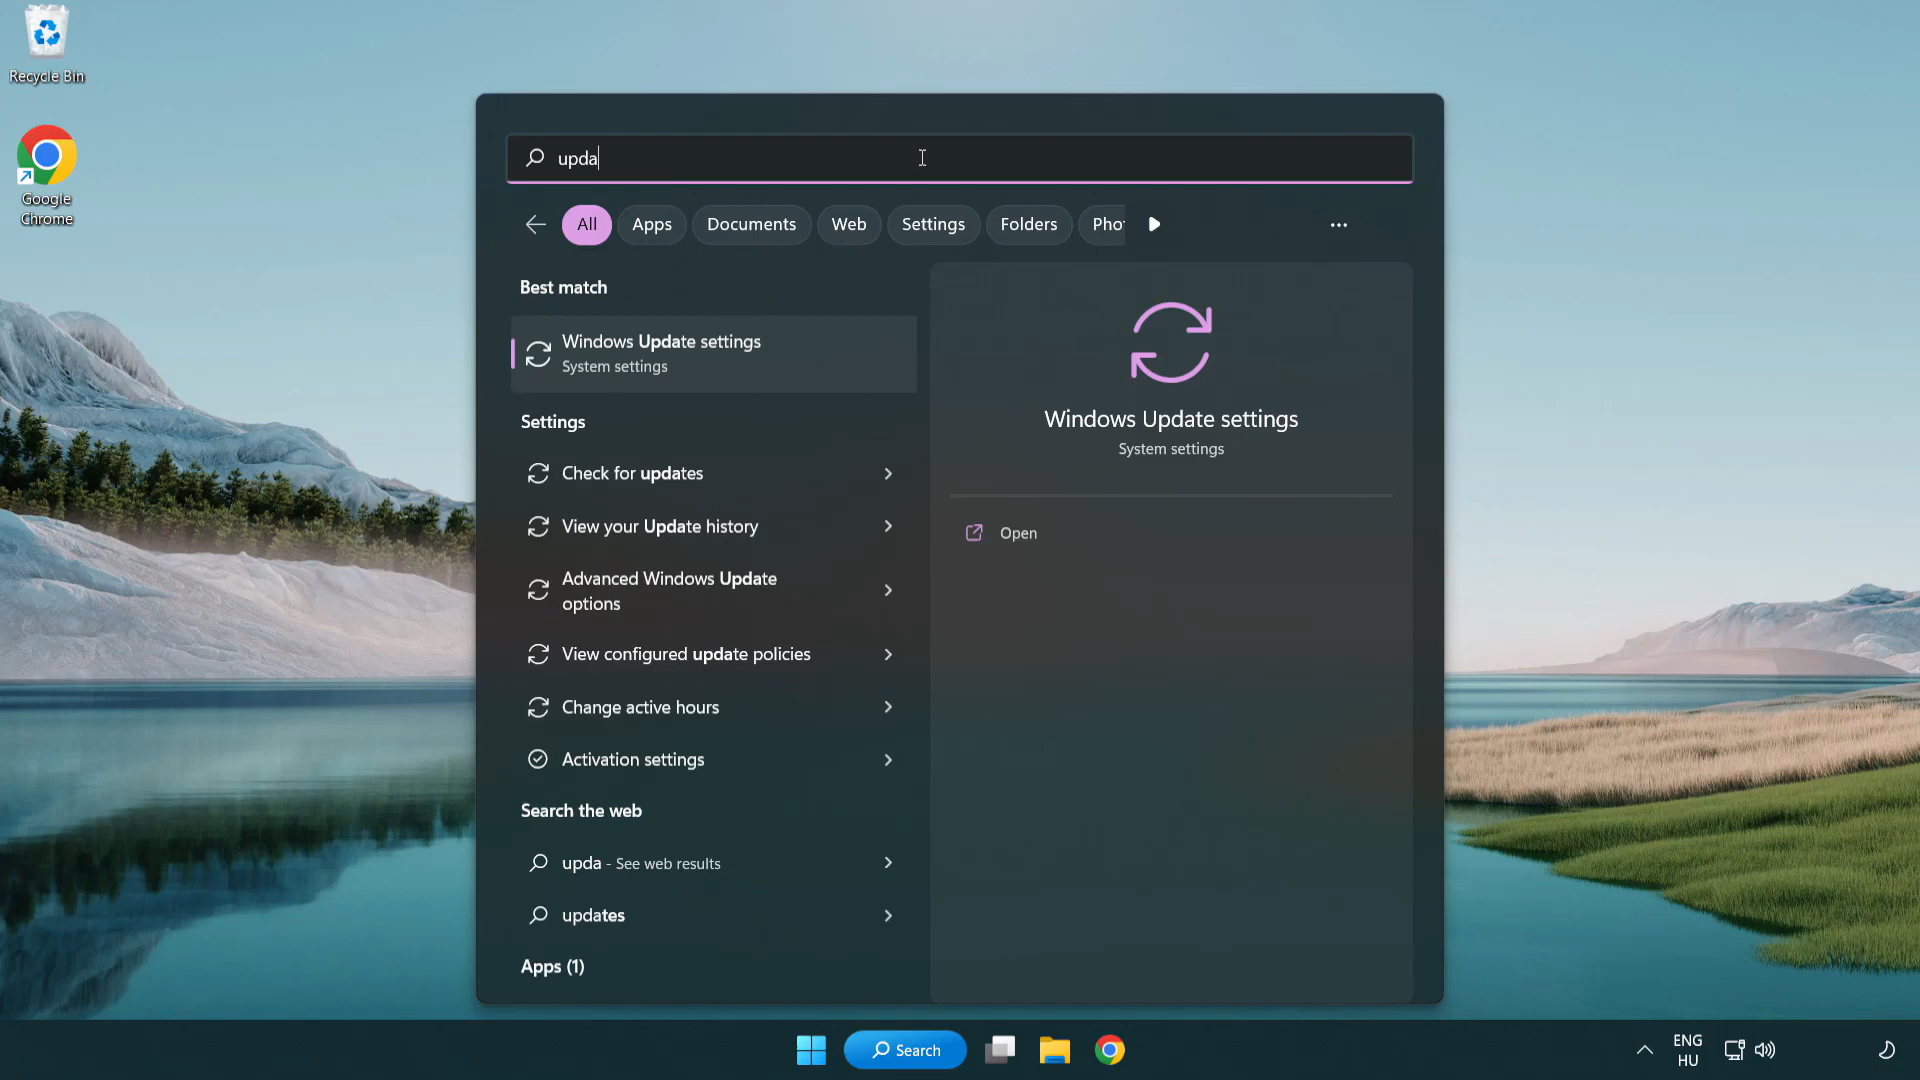 Recycle Bin
Google
Chrome
upda
All Apps Documents Web Settings Folders Pho
Best match
Windows Update settings
System settings
Settings
Check for updates
View your Update history
Advanced Windows Update
options
View configured update policies
Change active hours
Activation settings
Search the web
upda - See web results
updates
Apps (1)
Windows Update settings
System settings
Open
Search
ENG
HU